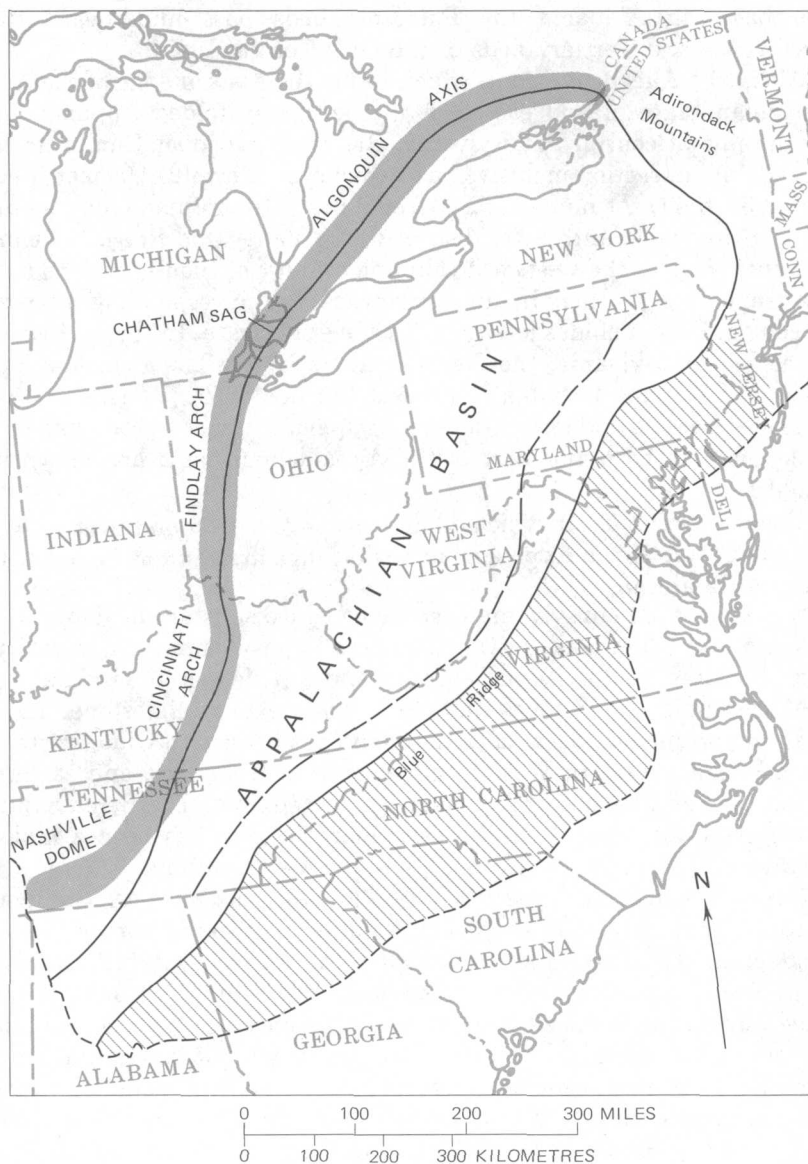 CANADA
UNITED STATES
VERMONT
Adirondack
Mountains
AXIS
ALGONQUIN
MASS
CONN
MICHIGAN
NEW YORK
CHATHAM SAG
PENNSYLVANIA
NEW JERSEY
FINDLAY ARCH
OHIO
MARYLAND
DEL
INDIANA
WEST
VIRGINIA
APPALACHIAN BASIN
CINCINNATI
ARCH
VIRGINIA
Blue Ridge
KENTUCKY
TENNESSEE
NORTH CAROLINA
NASHVILLE
DOME
N
SOUTH
CAROLINA
GEORGIA
ALABAMA
0 100 200 300 MILES
0 100 200 300 KILOMETRES